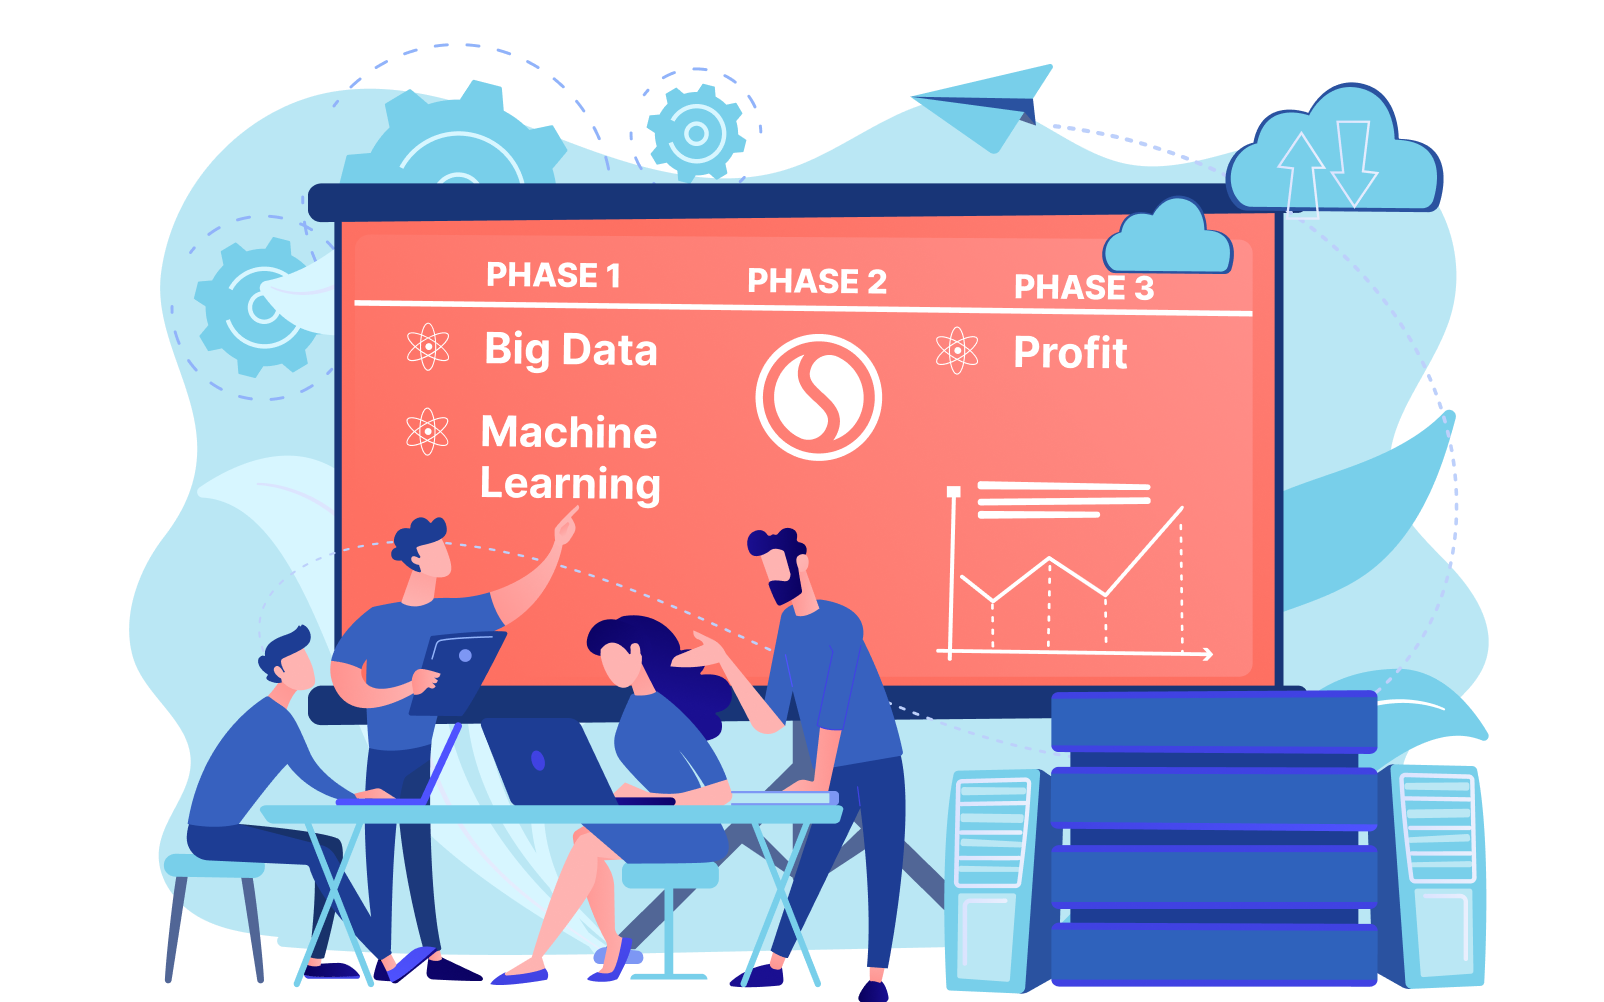 PHASE 1
PHASE 2
PHASE 3
Big Data
Profit
Machine
Learning